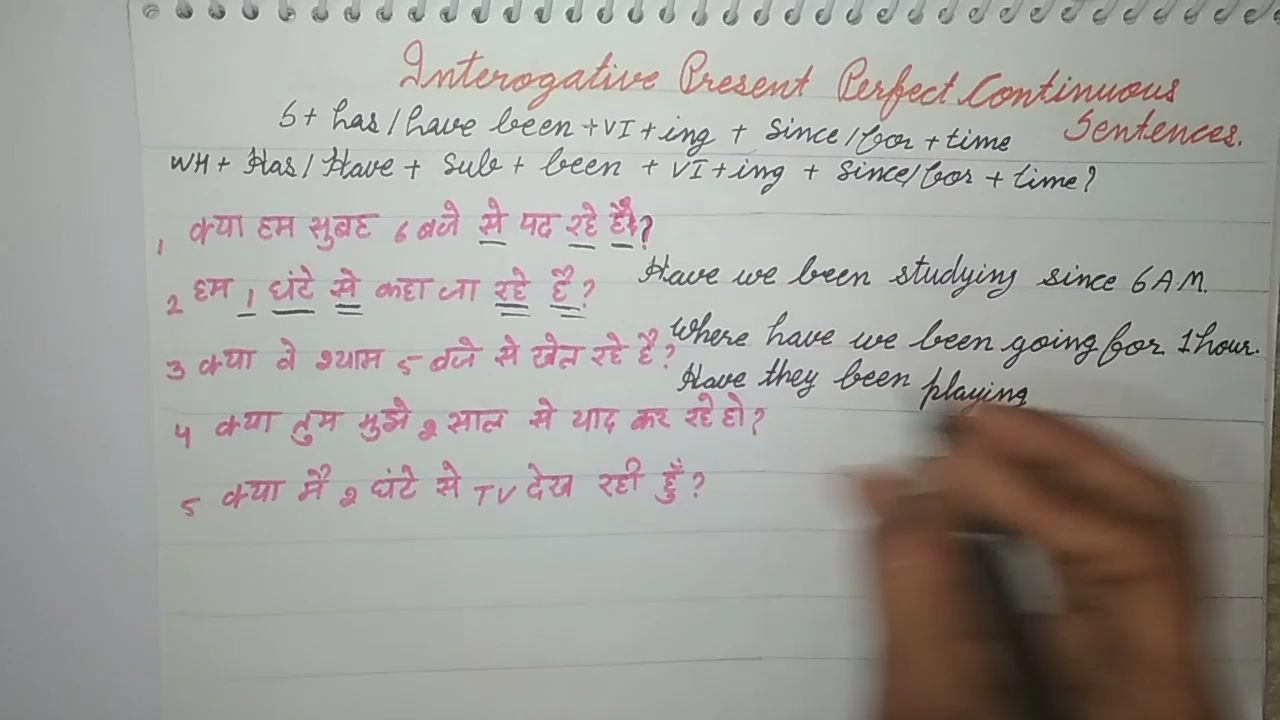 Interogative Present Perfect Continuous Sentences.
S + has / have been + VI + ing + Since / for + time
WH + Has / Have + Sub + been + VI + ing + Since / for + time?
1 क्या हम सुबह 6 बजे से पढ रहे हैं?
Have we been studying since 6 A.M.
2 हम 1 घंटे से कहा जा रहे है?
Where have we been going for 1 hour.
3 क्या वे श्याम 5 बजे से खेल रहे है?
Have they been playing
4 क्या तुम मुझे 2 साल से याद कर रहे हो?
5 क्या मैं 2 घंटे से TV देख रही हूँ?